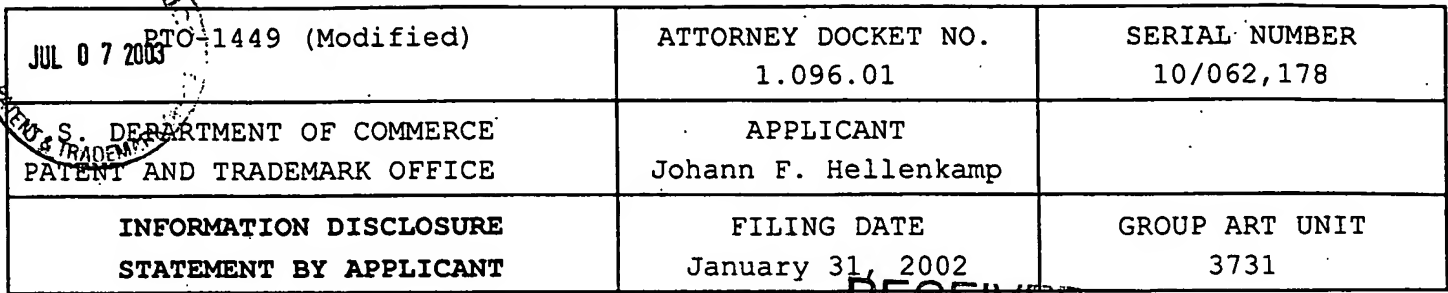 PTO-1449 (Modified)
JUL 07 2003
ATTORNEY DOCKET NO.
1.096.01
SERIAL NUMBER
10/062,178
S. DEPARTMENT OF COMMERCE
PATENT AND TRADEMARK OFFICE
APPLICANT
Johann F. Hellenkamp
INFORMATION DISCLOSURE
STATEMENT BY APPLICANT
FILING DATE
January 31, 2002
GROUP ART UNIT
3731